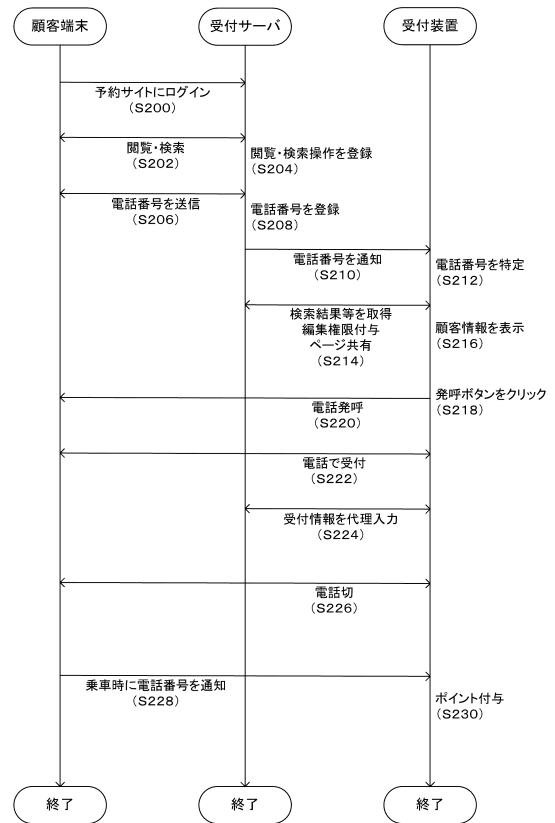 顧客端末
受付サーバ
受付装置
予約サイトにログイン
（S200）
閲覧・検索
（S202）
閲覧・検索操作を登録
（S204）
電話番号を送信
（S206）
電話番号を登録
（S208）
電話番号を通知
（S210）
電話番号を特定
（S212）
検索結果等を取得
編集権限付与
ページ共有
（S214）
顧客情報を表示
（S216）
発呼ボタンをクリック
（S218）
電話発呼
（S220）
電話で受付
（S222）
受付情報を代理入力
（S224）
電話切
（S226）
乗車時に電話番号を通知
（S228）
ポイント付与
（S230）
終了
終了
終了